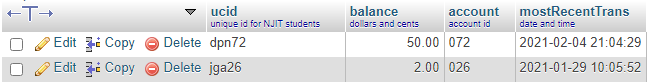 ucid balance account mostRecentTrans
unique id for NJIT students dollars and cents account id date and time
Edit Copy Delete dpn72 50.00 072 2021-02-04 21:04:29
Edit Copy Delete jga26 2.00 026 2021-01-29 10:05:52